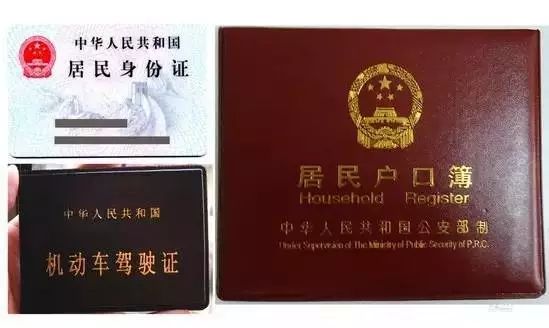 中华人民共和国
居民身份证
中华人民共和国
机动车驾驶证
居民户口簿
Household Register
中华人民共和国公安部制
Under Supervision of The Ministry of Public Security of P.R.C.